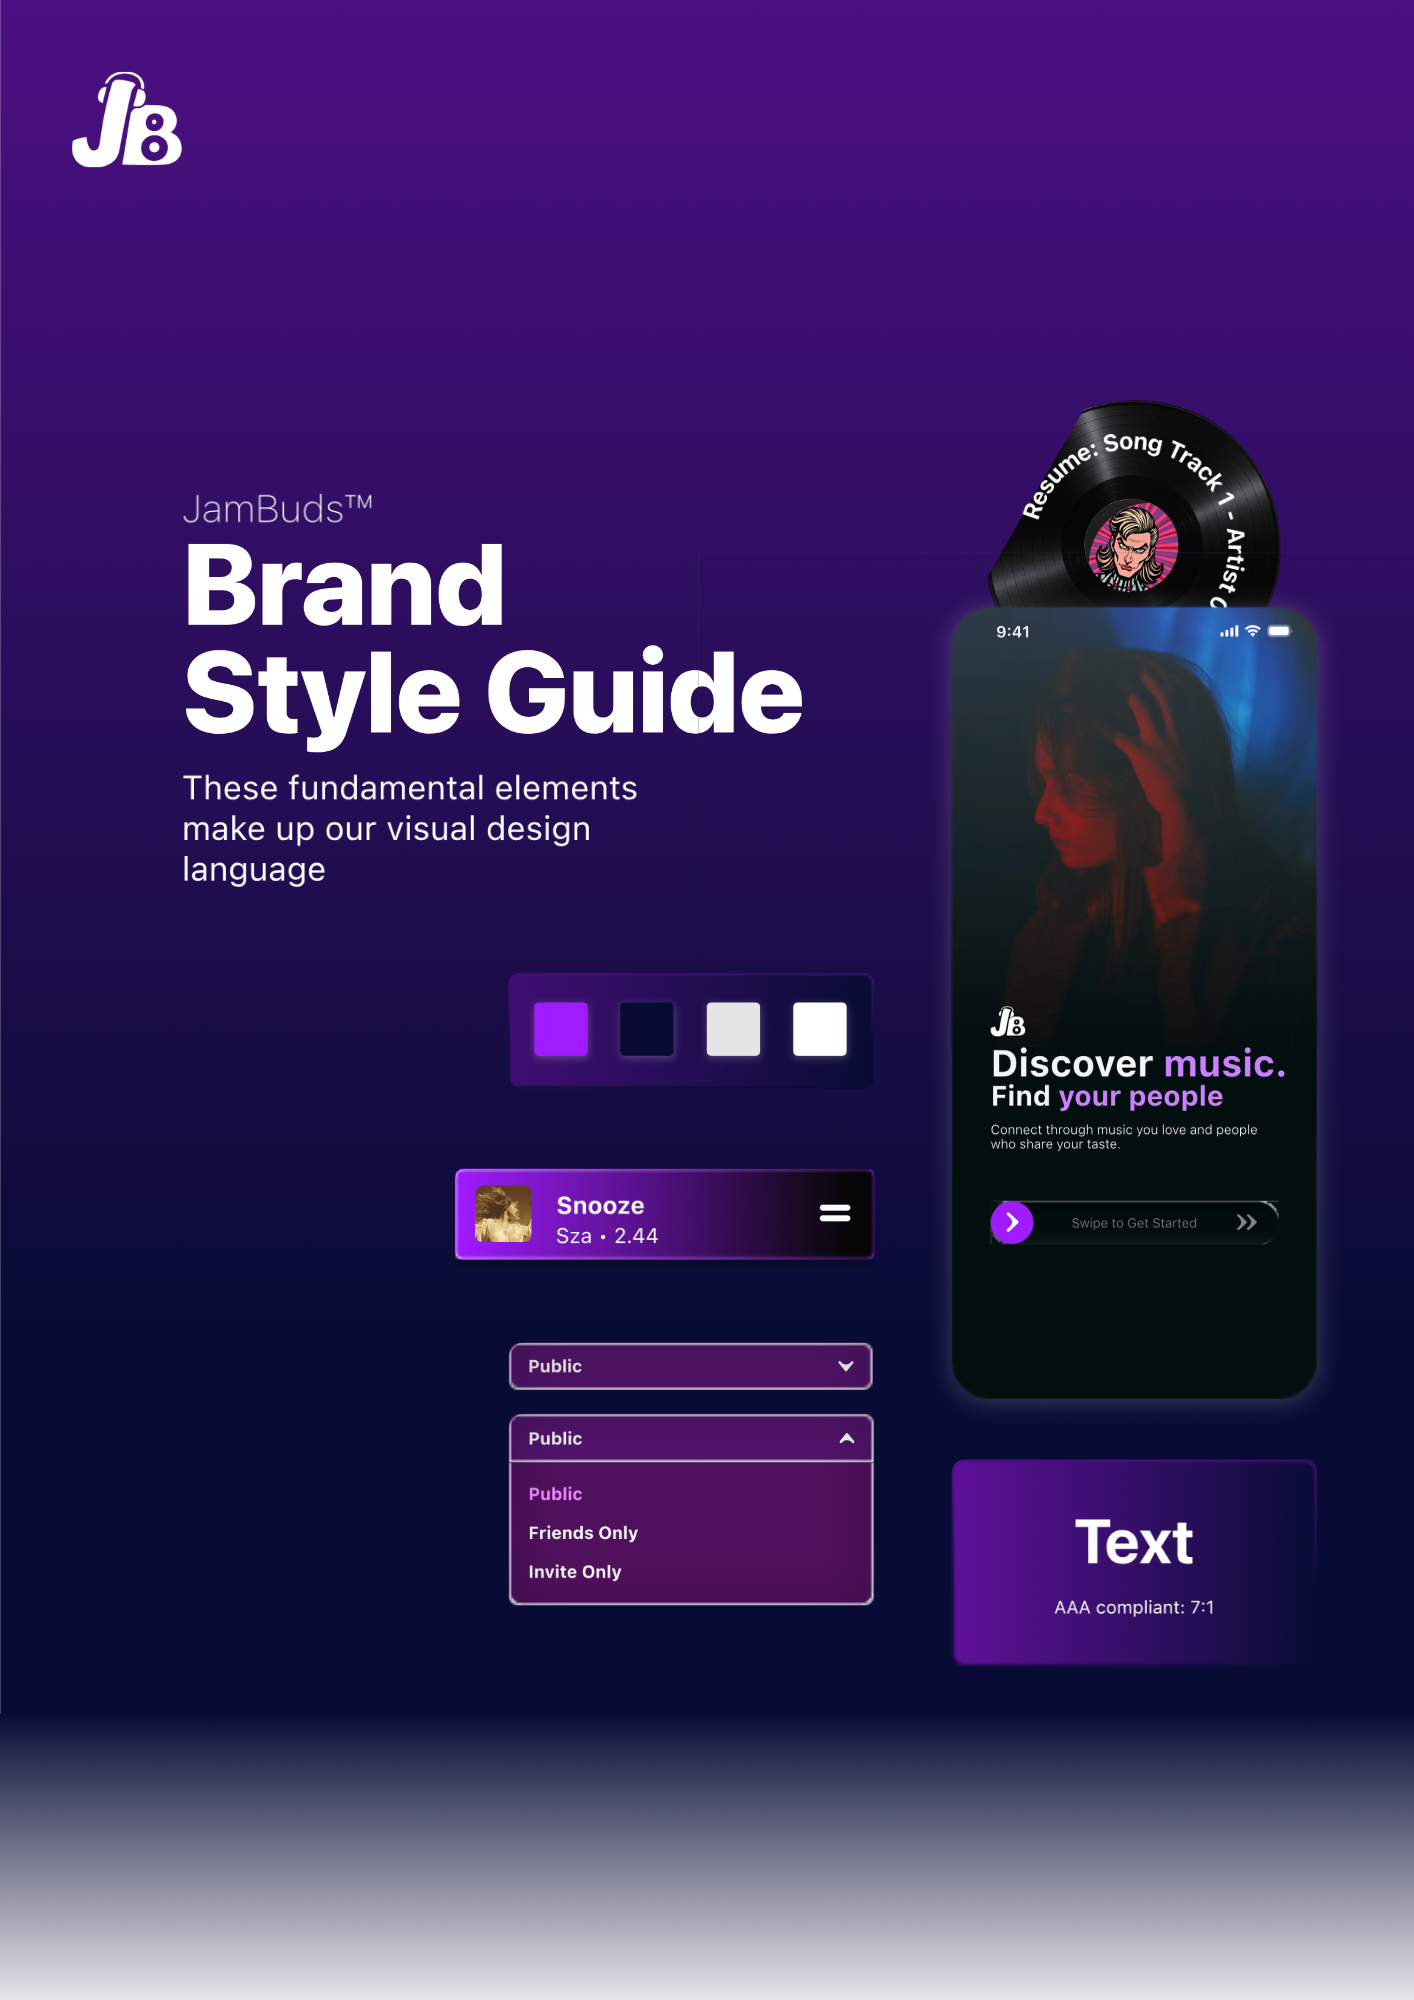 JB
JamBuds™
Brand
Style Guide
These fundamental elements
make up our visual design
language
Resume: Song Track 1 - Artist
9:41
JB
Discover music.
Find your people
Connect through music you love and people
who share your taste.
Swipe to Get Started
Snooze
Sza • 2.44
Public
Public
Public
Friends Only
Invite Only
Text
AAA compliant: 7:1